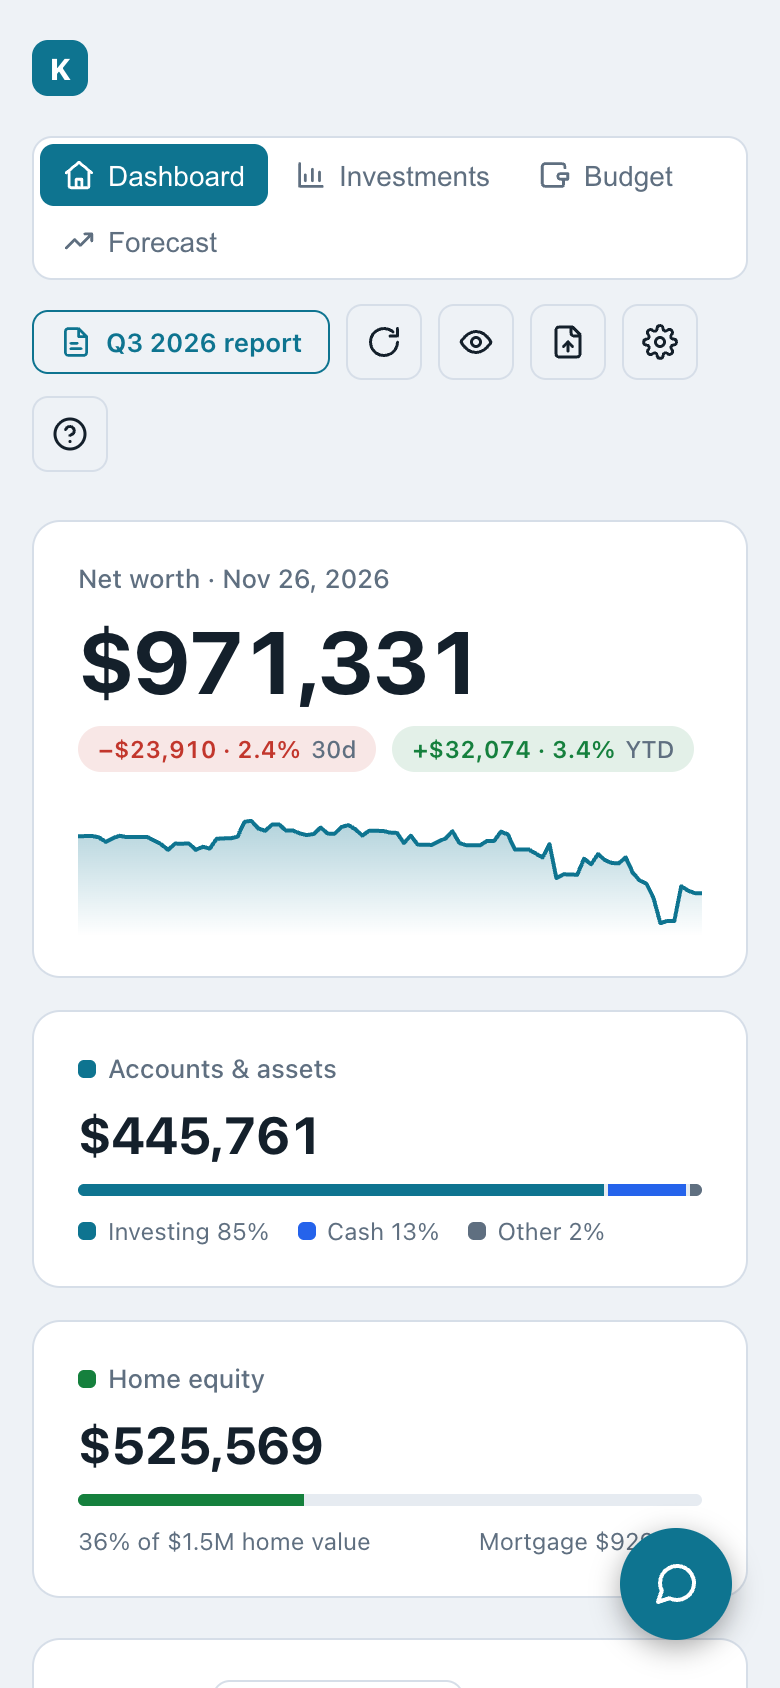 K
Dashboard Investments Budget
Forecast
Q3 2026 report
Net worth · Nov 26, 2026
$971,331
−$23,910 · 2.4% 30d +$32,074 · 3.4% YTD
Accounts & assets
$445,761
Investing 85% Cash 13% Other 2%
Home equity
$525,569
36% of $1.5M home value Mortgage